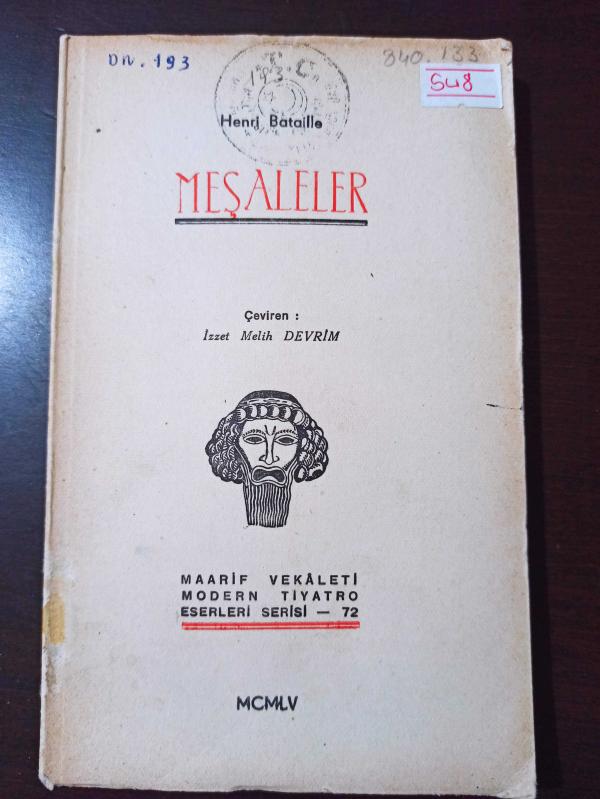 DN. 193
840.133
548
T.C.
Henri Bataille
MEŞALELER
Çeviren :
İzzet Melih DEVRİM
MAARİF VEKÂLETİ
MODERN TİYATRO
ESERLERİ SERİSİ — 72
MCMLV